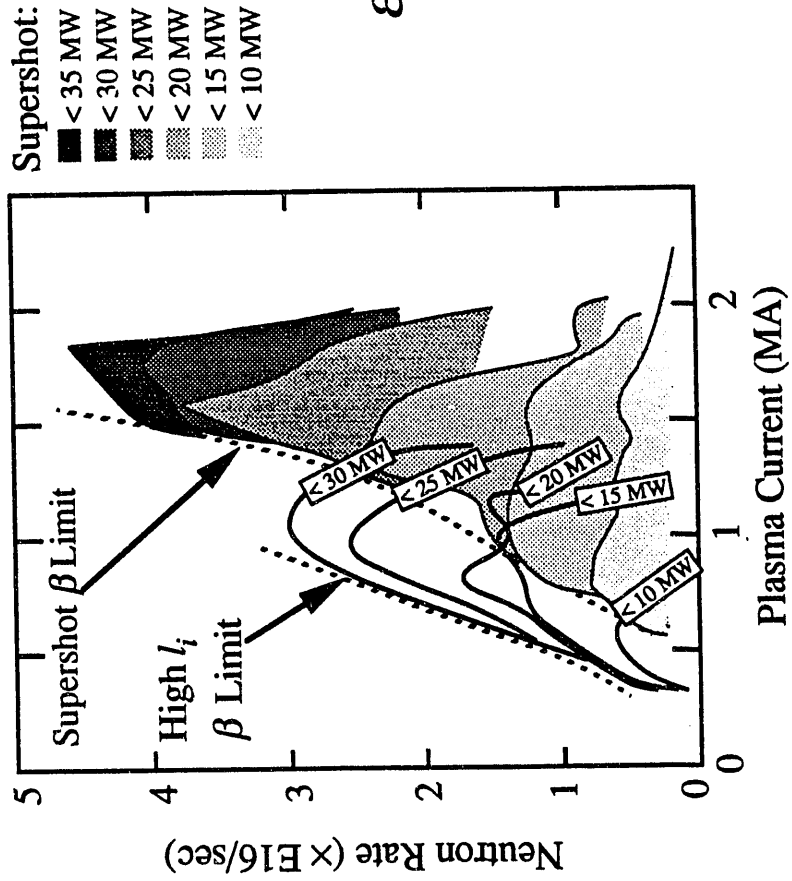 Supershot:
< 35 MW
< 30 MW
< 25 MW
< 20 MW
< 15 MW
< 10 MW
ε
Supershot β Limit
High lᵢ
β Limit
< 30 MW
< 25 MW
< 20 MW
< 15 MW
< 10 MW
5
4
3
2
1
0
Neutron Rate (× E16/sec)
0
1
2
Plasma Current (MA)